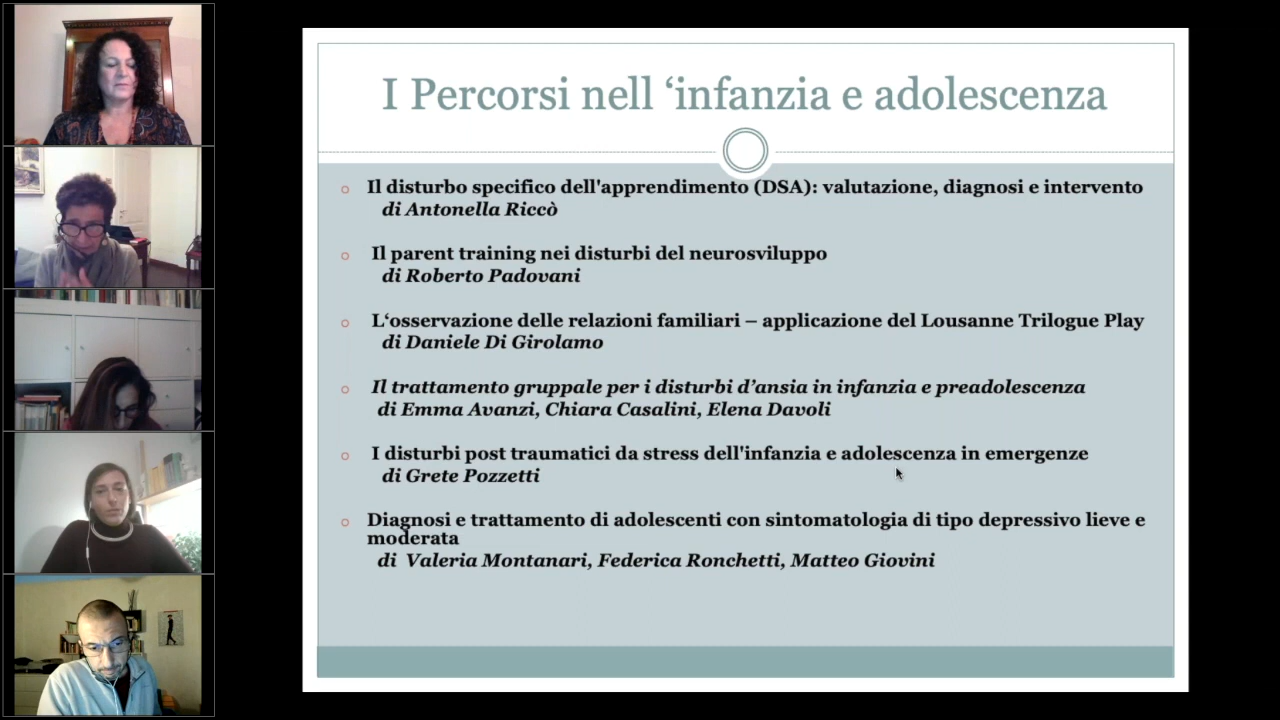 I Percorsi nell ‘infanzia e adolescenza
Il disturbo specifico dell'apprendimento (DSA): valutazione, diagnosi e intervento
di Antonella Riccò
Il parent training nei disturbi del neurosviluppo
di Roberto Padovani
L‘osservazione delle relazioni familiari – applicazione del Lousanne Trilogue Play
di Daniele Di Girolamo
Il trattamento gruppale per i disturbi d’ansia in infanzia e preadolescenza
di Emma Avanzi, Chiara Casalini, Elena Davoli
I disturbi post traumatici da stress dell'infanzia e adolescenza in emergenze
di Grete Pozzetti
Diagnosi e trattamento di adolescenti con sintomatologia di tipo depressivo lieve e
moderata
di Valeria Montanari, Federica Ronchetti, Matteo Giovini